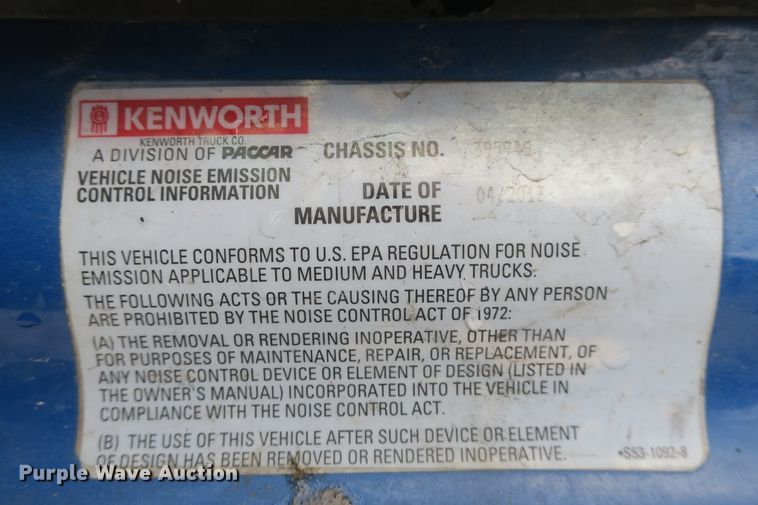 KENWORTH
KENWORTH TRUCK CO.
A DIVISION OF PACCAR
CHASSIS NO.
VEHICLE NOISE EMISSION
CONTROL INFORMATION
DATE OF
MANUFACTURE
04/2013
THIS VEHICLE CONFORMS TO U.S. EPA REGULATION FOR NOISE
EMISSION APPLICABLE TO MEDIUM AND HEAVY TRUCKS.
THE FOLLOWING ACTS OR THE CAUSING THEREOF BY ANY PERSON
ARE PROHIBITED BY THE NOISE CONTROL ACT OF 1972:
(A) THE REMOVAL OR RENDERING INOPERATIVE, OTHER THAN
FOR PURPOSES OF MAINTENANCE, REPAIR, OR REPLACEMENT, OF
ANY NOISE CONTROL DEVICE OR ELEMENT OF DESIGN (LISTED IN
THE OWNER'S MANUAL) INCORPORATED INTO THE VEHICLE IN
COMPLIANCE WITH THE NOISE CONTROL ACT.
(B) THE USE OF THIS VEHICLE AFTER SUCH DEVICE OR ELEMENT
OF DESIGN HAS BEEN REMOVED OR RENDERED INOPERATIVE.
*S53-1092-8
Purple Wave Auction